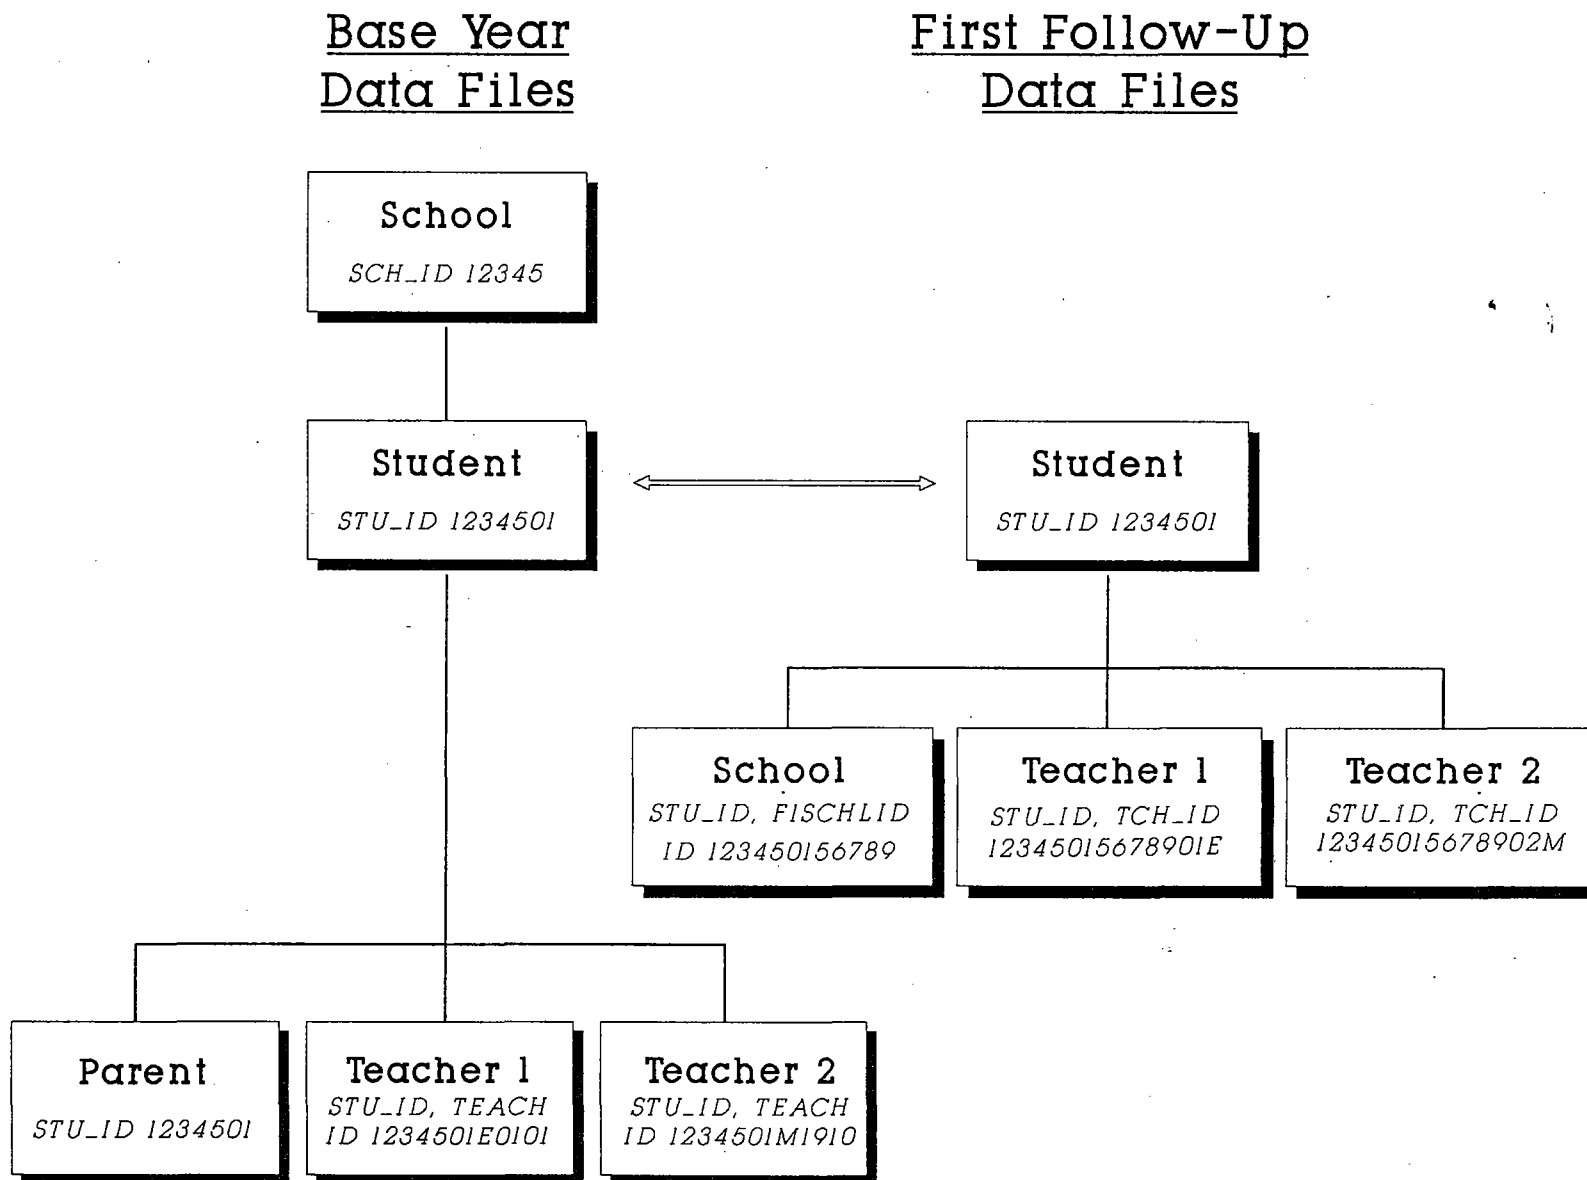 Base Year
Data Files
First Follow-Up
Data Files
School
SCH_ID 12345
Student
STU_ID 1234501
Student
STU_ID 1234501
School
STU_ID, F1SCHLID
ID 123450156789
Teacher 1
STU_ID, TCH_ID
12345015678901E
Teacher 2
STU_ID, TCH_ID
12345015678902M
Parent
STU_ID 1234501
Teacher 1
STU_ID, TEACH
ID 1234501E0101
Teacher 2
STU_ID, TEACH
ID 1234501M1910